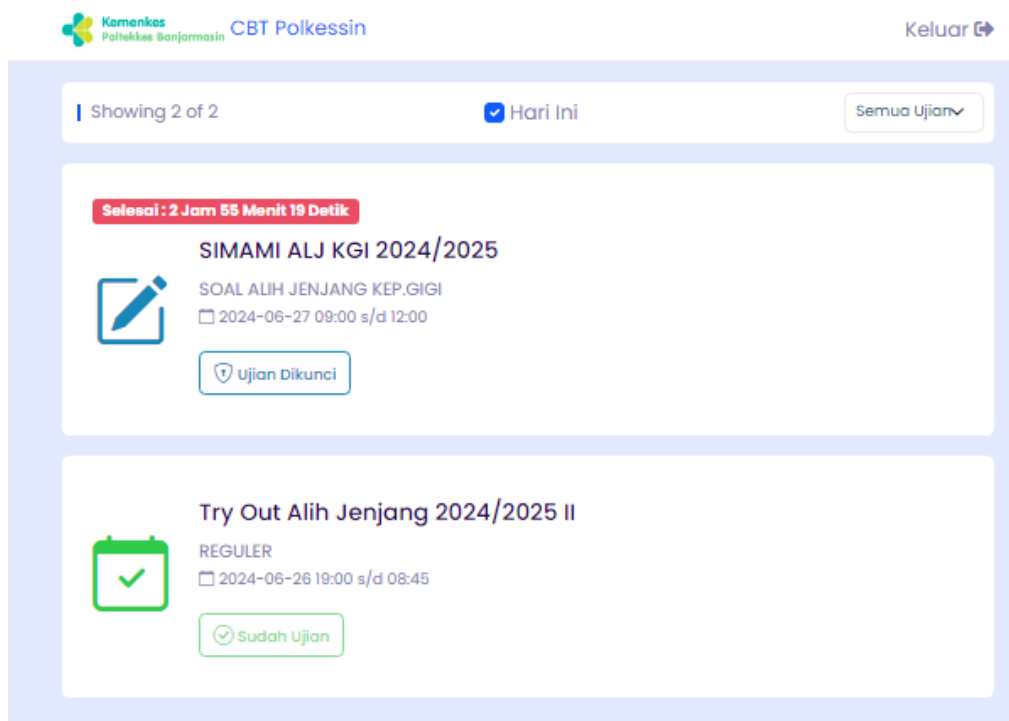 Kemenkes
Poltekkes Banjarmasin
CBT Polkessin
Keluar
Showing 2 of 2
Hari Ini
Semua Ujian
Selesai : 2 Jam 55 Menit 19 Detik
SIMAMI ALJ KGI 2024/2025
SOAL ALIH JENJANG KEP.GIGI
2024-06-27 09:00 s/d 12:00
Ujian Dikunci
Try Out Alih Jenjang 2024/2025 II
REGULER
2024-06-26 19:00 s/d 08:45
Sudah Ujian